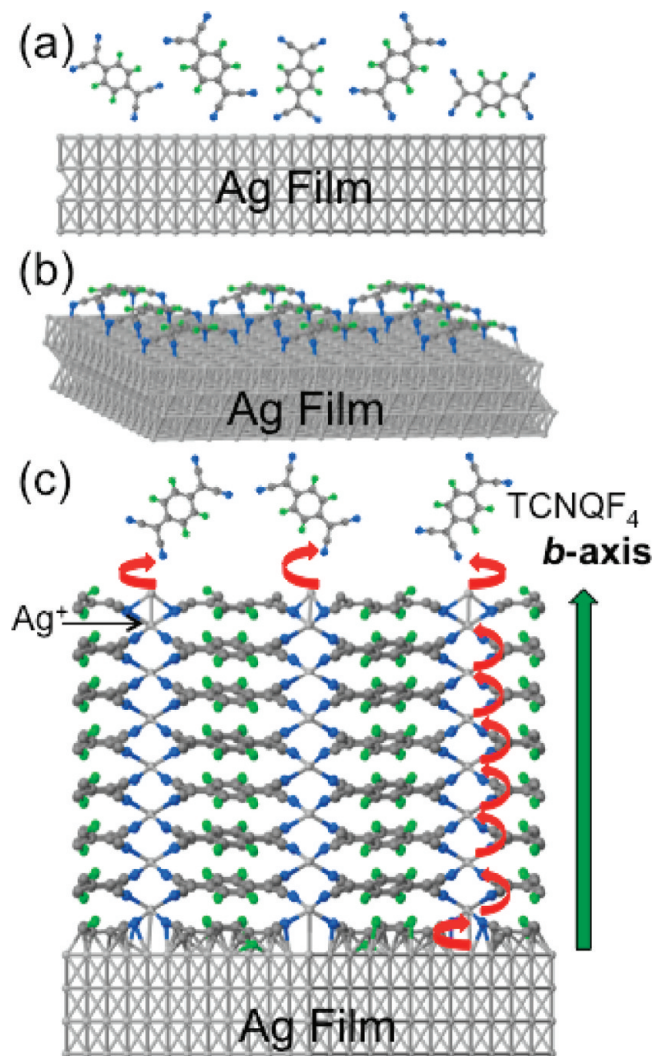 (a)
Ag Film
(b)
Ag Film
(c)
TCNQF₄
b-axis
Ag⁺
Ag Film